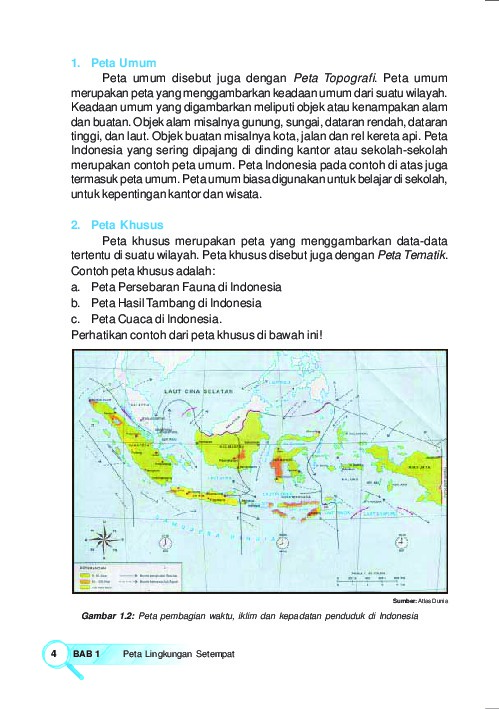 1. Peta Umum
Peta umum disebut juga dengan Peta Topografi. Peta umum
merupakan peta yang menggambarkan keadaan umum dari suatu wilayah.
Keadaan umum yang digambarkan meliputi objek atau kenampakan alam
dan buatan. Objek alam misalnya gunung, sungai, dataran rendah, dataran
tinggi, dan laut. Objek buatan misalnya kota, jalan dan rel kereta api. Peta
Indonesia yang sering dipajang di dinding kantor atau sekolah-sekolah
merupakan contoh peta umum. Peta Indonesia pada contoh di atas juga
termasuk peta umum. Peta umum biasa digunakan untuk belajar di sekolah,
untuk kepentingan kantor dan wisata.
2. Peta Khusus
Peta khusus merupakan peta yang menggambarkan data-data
tertentu di suatu wilayah. Peta khusus disebut juga dengan Peta Tematik.
Contoh peta khusus adalah:
a. Peta Persebaran Fauna di Indonesia
b. Peta Hasil Tambang di Indonesia
c. Peta Cuaca di Indonesia.
Perhatikan contoh dari peta khusus di bawah ini!
LAUT CINA SELATAN
Sumber: Atlas Dunia
Gambar 1.2: Peta pembagian waktu, iklim dan kepadatan penduduk di Indonesia
4 BAB 1 Peta Lingkungan Setempat